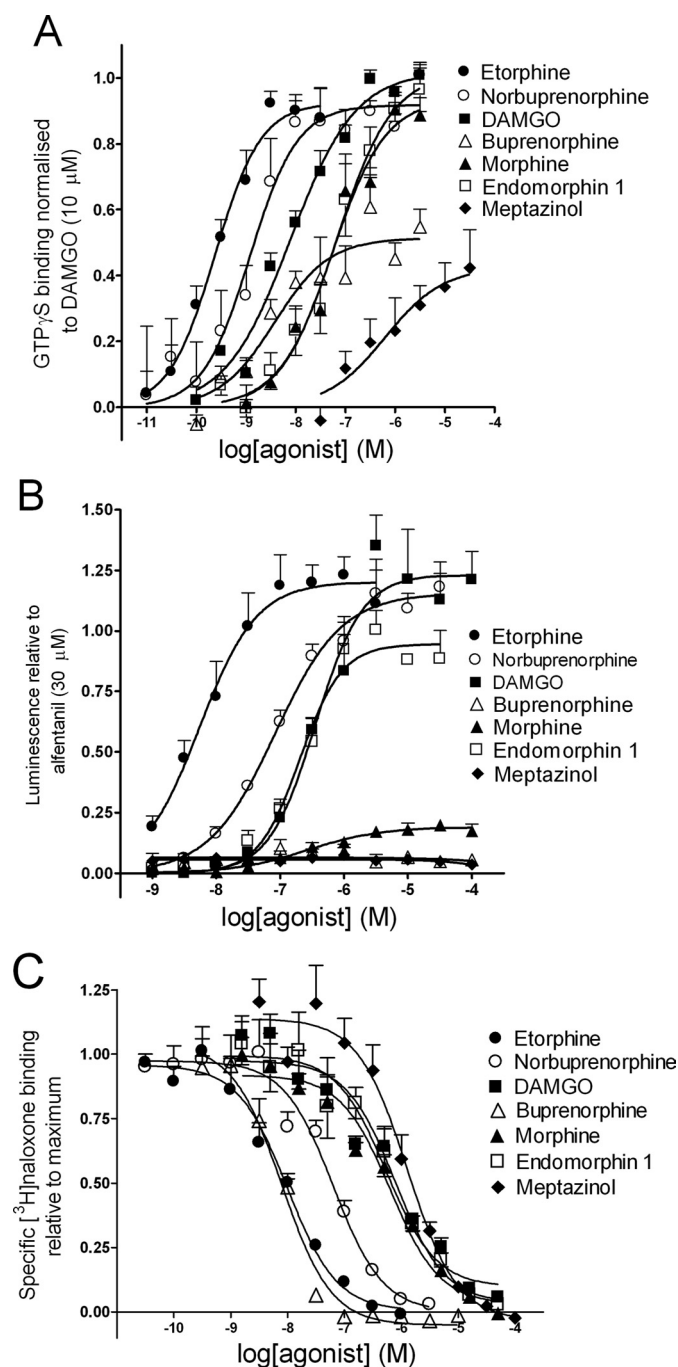 A
GTPγS binding normalised
to DAMGO (10 μM)
1.0
0.8
0.6
0.4
0.2
0.0
-11 -10 -9 -8 -7 -6 -5 -4
log[agonist] (M)
Etorphine
Norbuprenorphine
DAMGO
Buprenorphine
Morphine
Endomorphin 1
Meptazinol
B
Luminescence relative to
alfentanil (30 μM)
1.50
1.25
1.00
0.75
0.50
0.25
0.00
-9 -8 -7 -6 -5 -4
log[agonist] (M)
Etorphine
Norbuprenorphine
DAMGO
Buprenorphine
Morphine
Endomorphin 1
Meptazinol
C
Specific [³H]naloxone binding
relative to maximum
1.25
1.00
0.75
0.50
0.25
0.00
-10 -9 -8 -7 -6 -5 -4
log[agonist] (M)
Etorphine
Norbuprenorphine
DAMGO
Buprenorphine
Morphine
Endomorphin 1
Meptazinol